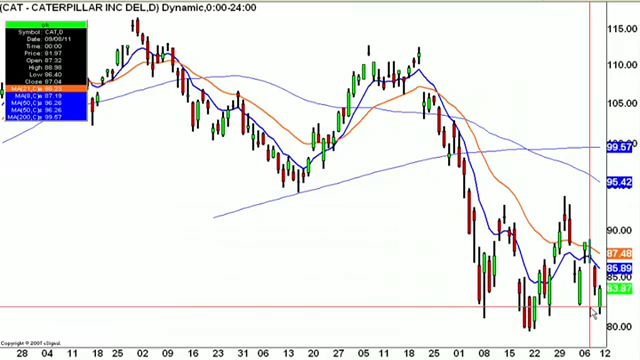 (CAT - CATERPILLAR INC DEL,D) Dynamic,0:00-24:00
Symbol: CAT,D
Date: 09/08/11
Time: 00:00
Price: 81.97
Open 87.32
High 88.98
Low 86.40
Close 87.04
MA(21,C)s 88.23
MA(8,C)s 87.19
MA(50,C)s 96.26
MA(50,C)s 96.26
MA(200,C)s 99.57
115.00
110.00
105.00
99.57
95.42
90.00
87.48
85.89
85.00
83.87
80.00
Copyright © 2007 eSignal.
28 04 11 18 25 02 09 16 23 31 06 13 20 27 05 11 18 25 01 08 15 22 29 06 12